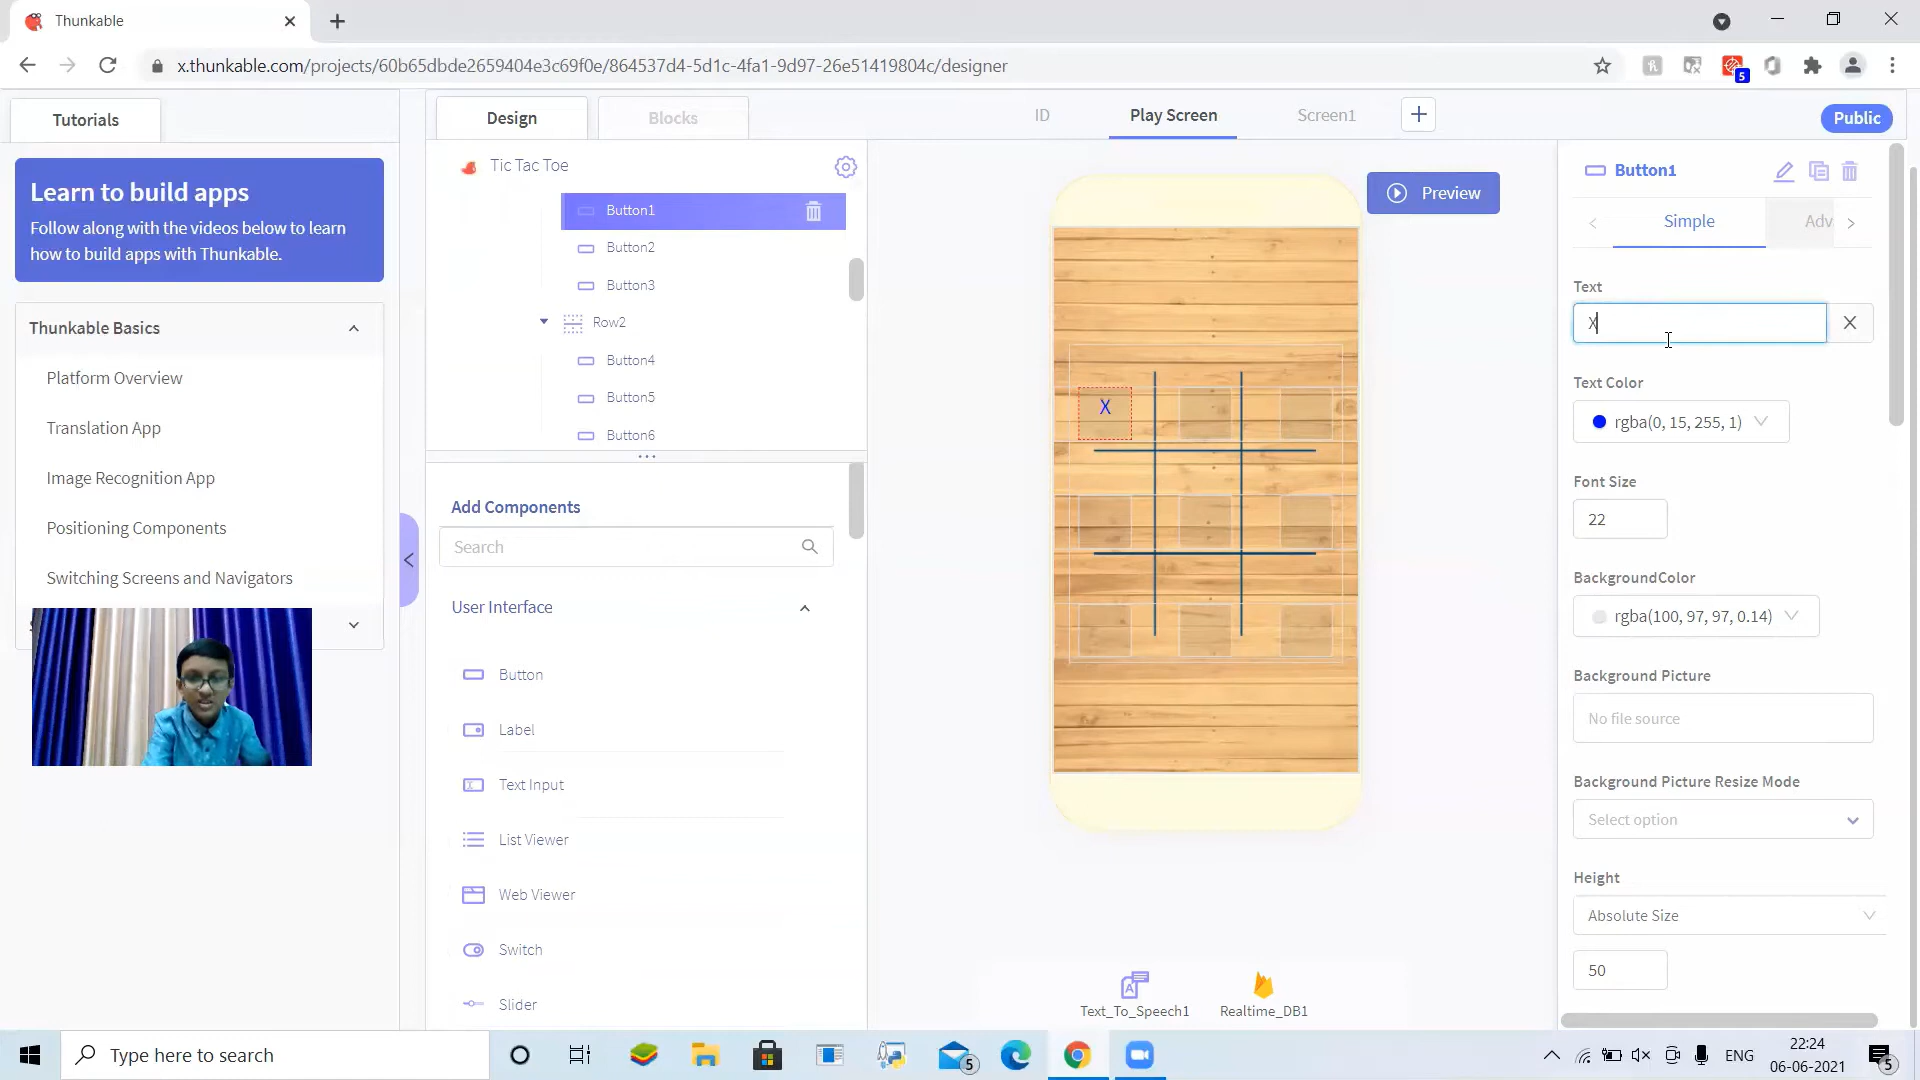 Thunkable
x.thunkable.com/projects/60b65dbde2659404e3c69f0e/864537d4-5d1c-4fa1-9d97-26e51419804c/designer
5
Tutorials
Design
Blocks
ID
Play Screen
Screen1
Public
Learn to build apps
Follow along with the videos below to learn
how to build apps with Thunkable.
Thunkable Basics
Platform Overview
Translation App
Image Recognition App
Positioning Components
Switching Screens and Navigators
Tic Tac Toe
Button1
Button2
Button3
Row2
Button4
Button5
Button6
Add Components
Search
User Interface
Button
Label
Text Input
List Viewer
Web Viewer
Switch
Slider
Preview
X
Text_To_Speech1
Realtime_DB1
Button1
Simple
Adv
Text
X
Text Color
rgba(0, 15, 255, 1)
Font Size
22
BackgroundColor
rgba(100, 97, 97, 0.14)
Background Picture
No file source
Background Picture Resize Mode
Select option
Height
Absolute Size
50
Type here to search
5
ENG
22:24
06-06-2021
5